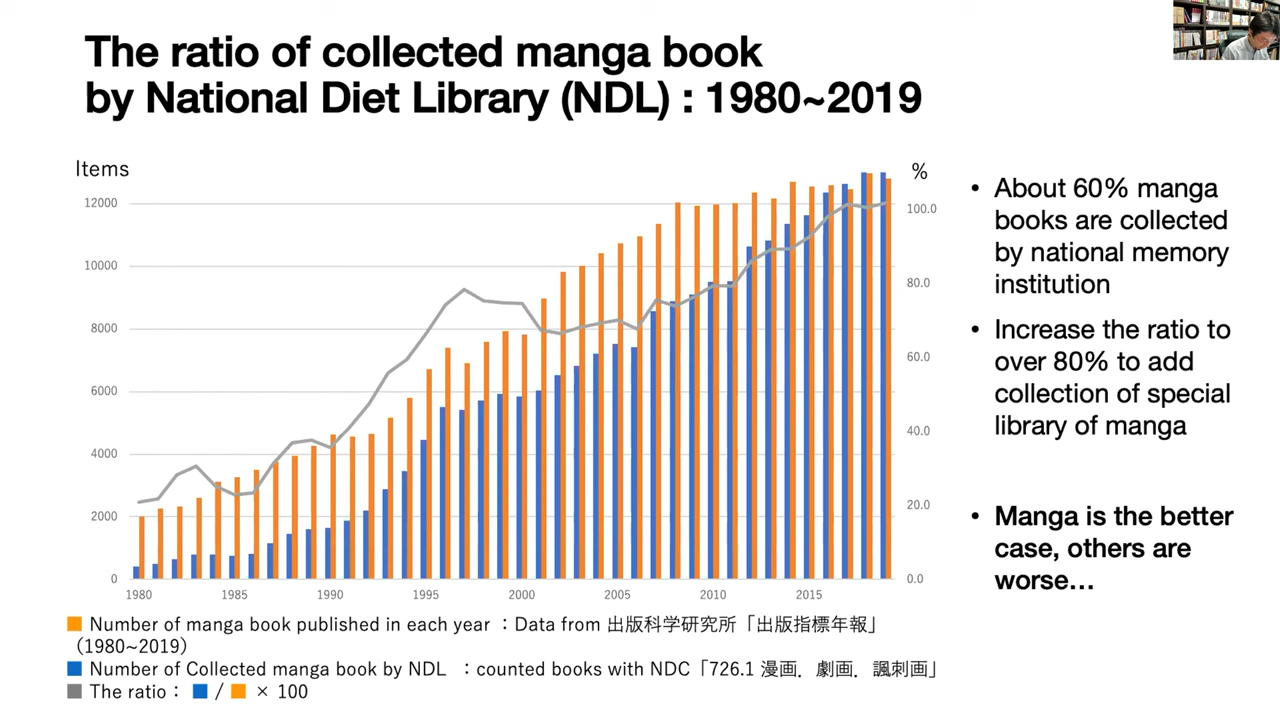 The ratio of collected manga book
by National Diet Library (NDL) : 1980~2019
Items
%
12000
10000
8000
6000
4000
2000
0
100.0
80.0
60.0
40.0
20.0
0.0
1980
1985
1990
1995
2000
2005
2010
2015
• About 60% manga
books are collected
by national memory
institution
• Increase the ratio to
over 80% to add
collection of special
library of manga
• Manga is the better
case, others are
worse…
Number of manga book published in each year ：Data from 出版科学研究所「出版指標年報」
（1980~2019）
Number of Collected manga book by NDL ：counted books with NDC「726.1 漫画．劇画．諷刺画」
The ratio： / × 100